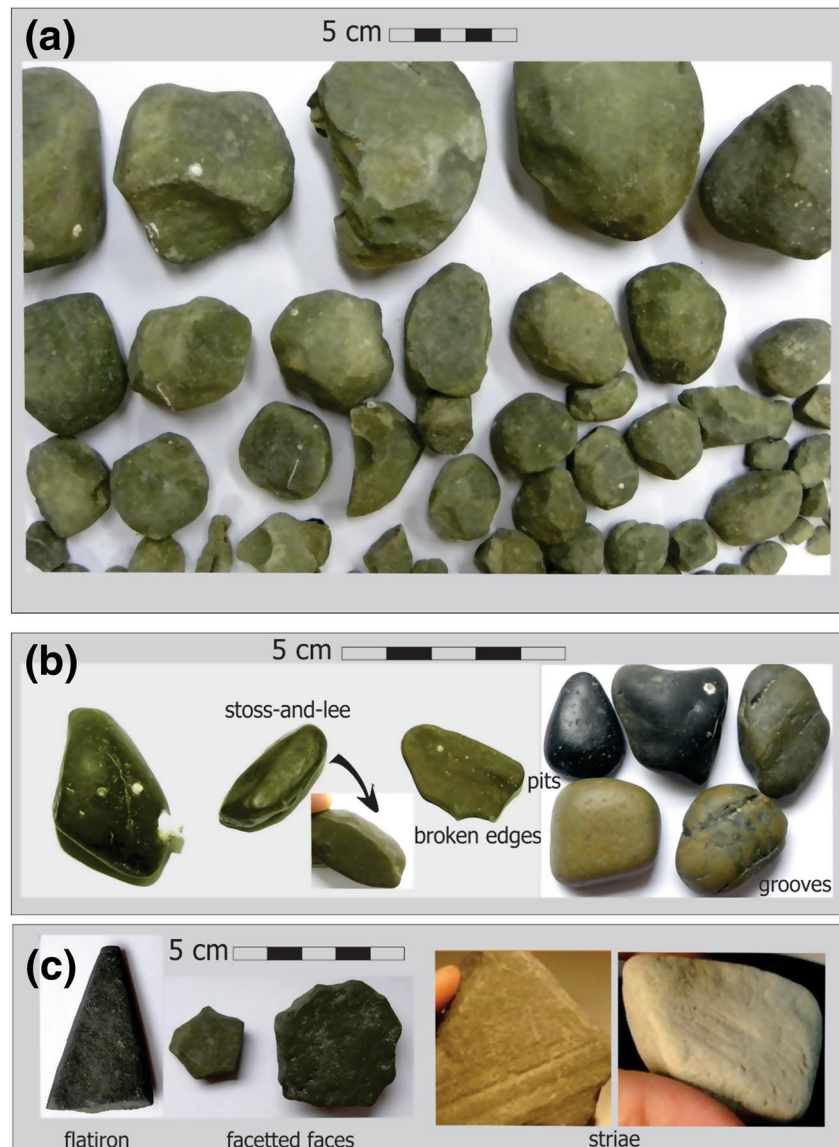 (a)
5 cm
(b)
5 cm
stoss-and-lee
pits
broken edges
grooves
(c)
5 cm
flatiron
facetted faces
striae